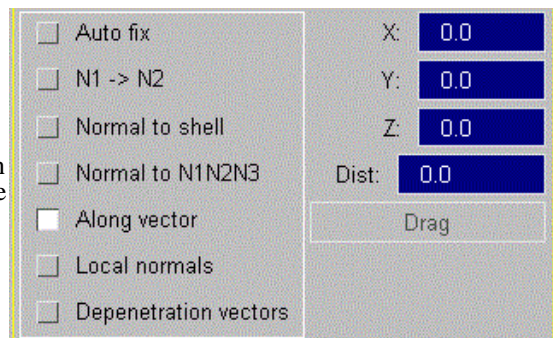 Auto fix
N1 -> N2
Normal to shell
Normal to N1N2N3
Along vector
Local normals
Depenetration vectors
X: 0.0
Y: 0.0
Z: 0.0
Dist: 0.0
Drag